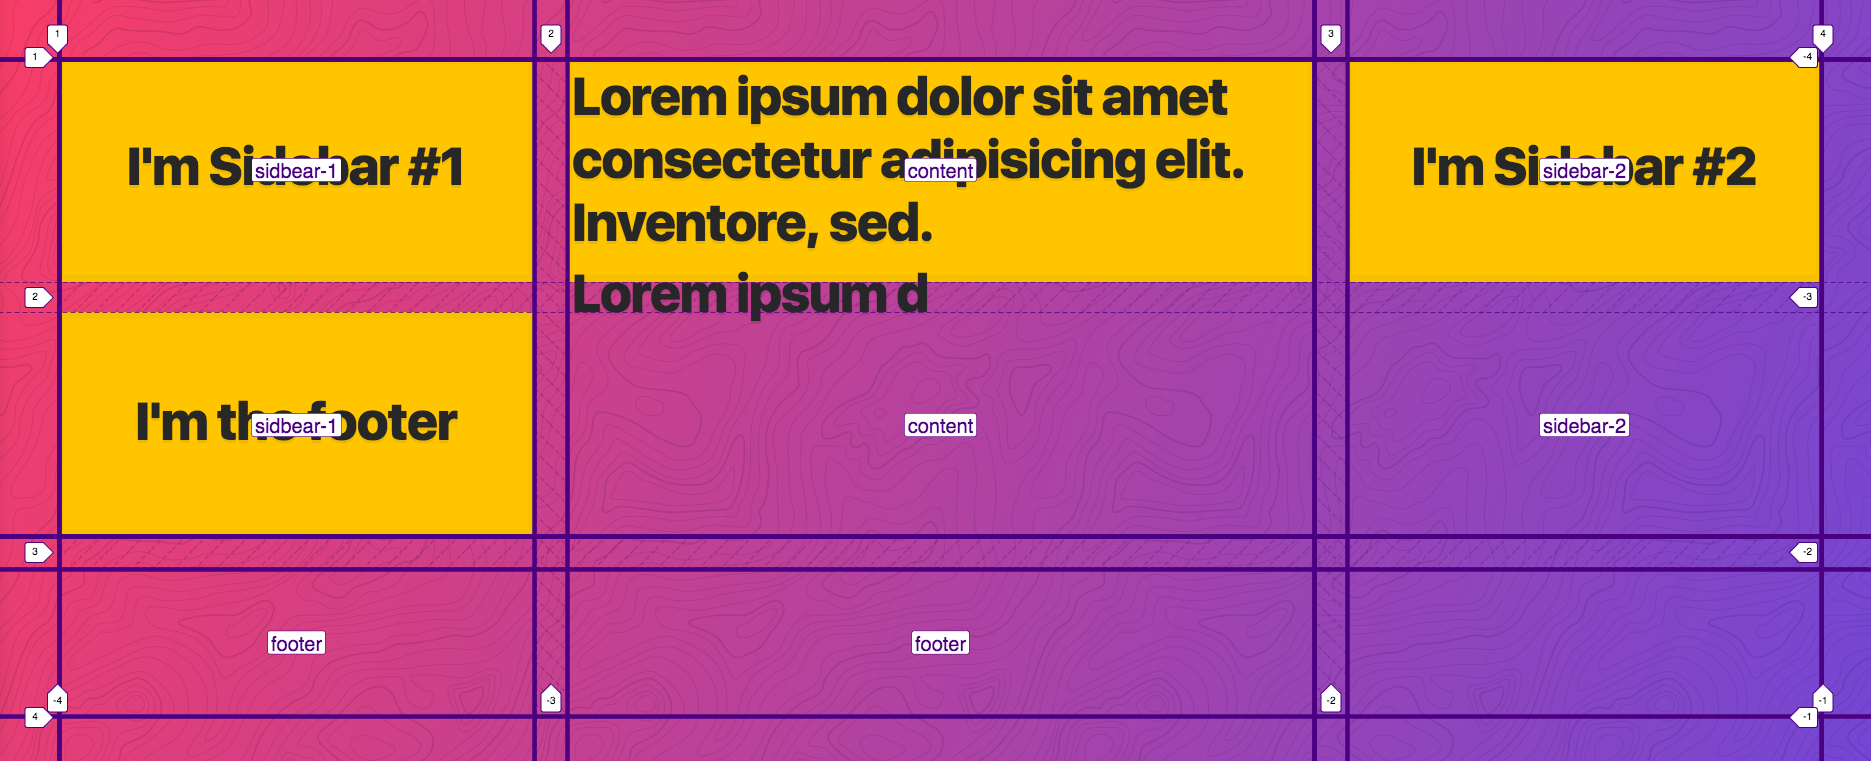 1
2
3
4
1
-4
I'm Sidebar #1
sidbear-1
Lorem ipsum dolor sit amet
consectetur adipisicing elit.
content
Inventore, sed.
Lorem ipsum d
I'm Sidebar #2
sidebar-2
2
-3
I'm the footer
sidbear-1
content
sidebar-2
3
-2
footer
footer
-4
-3
-2
-1
4
-1